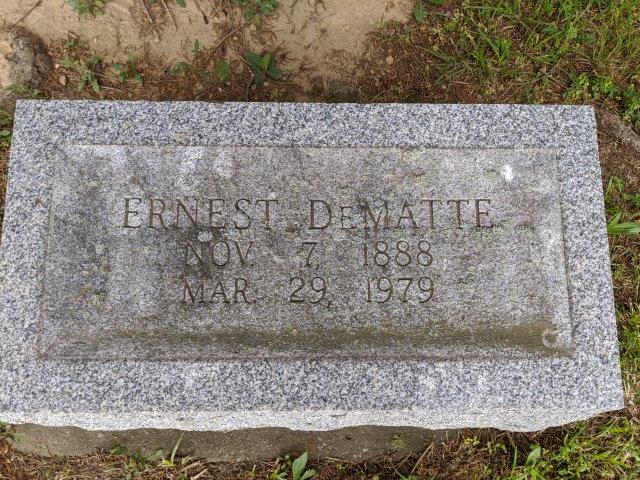 ERNEST DEMATTE
NOV. 7, 1888
MAR. 29, 1979